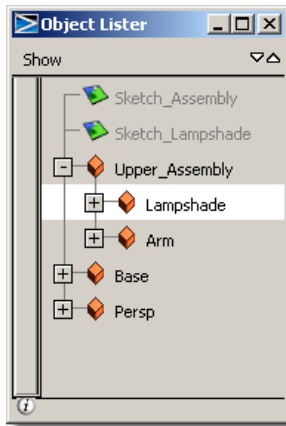 Object Lister
Show
Sketch_Assembly
Sketch_Lampshade
Upper_Assembly
Lampshade
Arm
Base
Persp